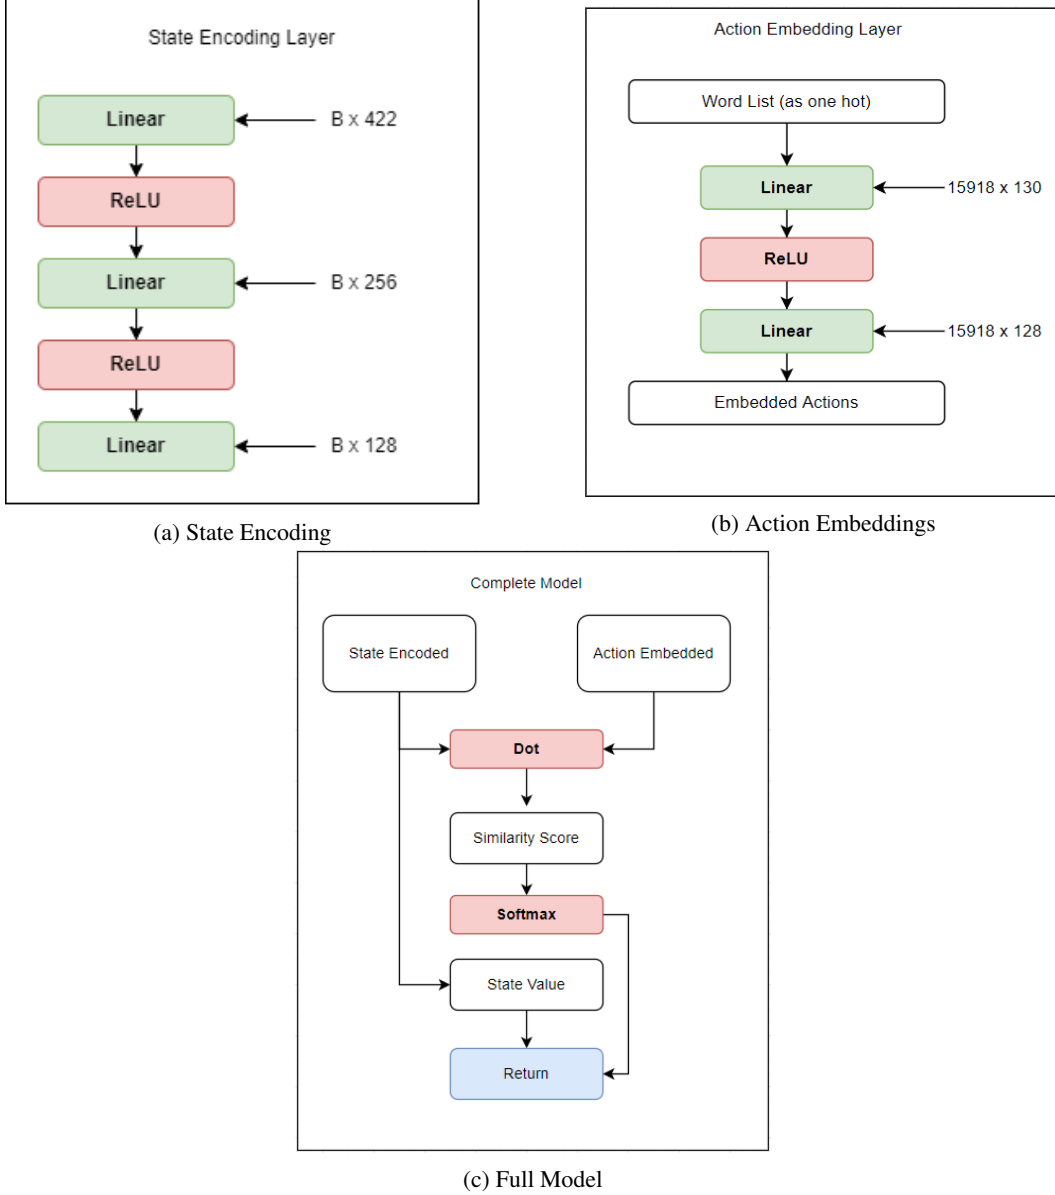 State Encoding Layer
Linear
B x 422
ReLU
Linear
B x 256
ReLU
Linear
B x 128
(a) State Encoding
Action Embedding Layer
Word List (as one hot)
Linear
15918 x 130
ReLU
Linear
15918 x 128
Embedded Actions
(b) Action Embeddings
Complete Model
State Encoded
Action Embedded
Dot
Similarity Score
Softmax
State Value
Return
(c) Full Model